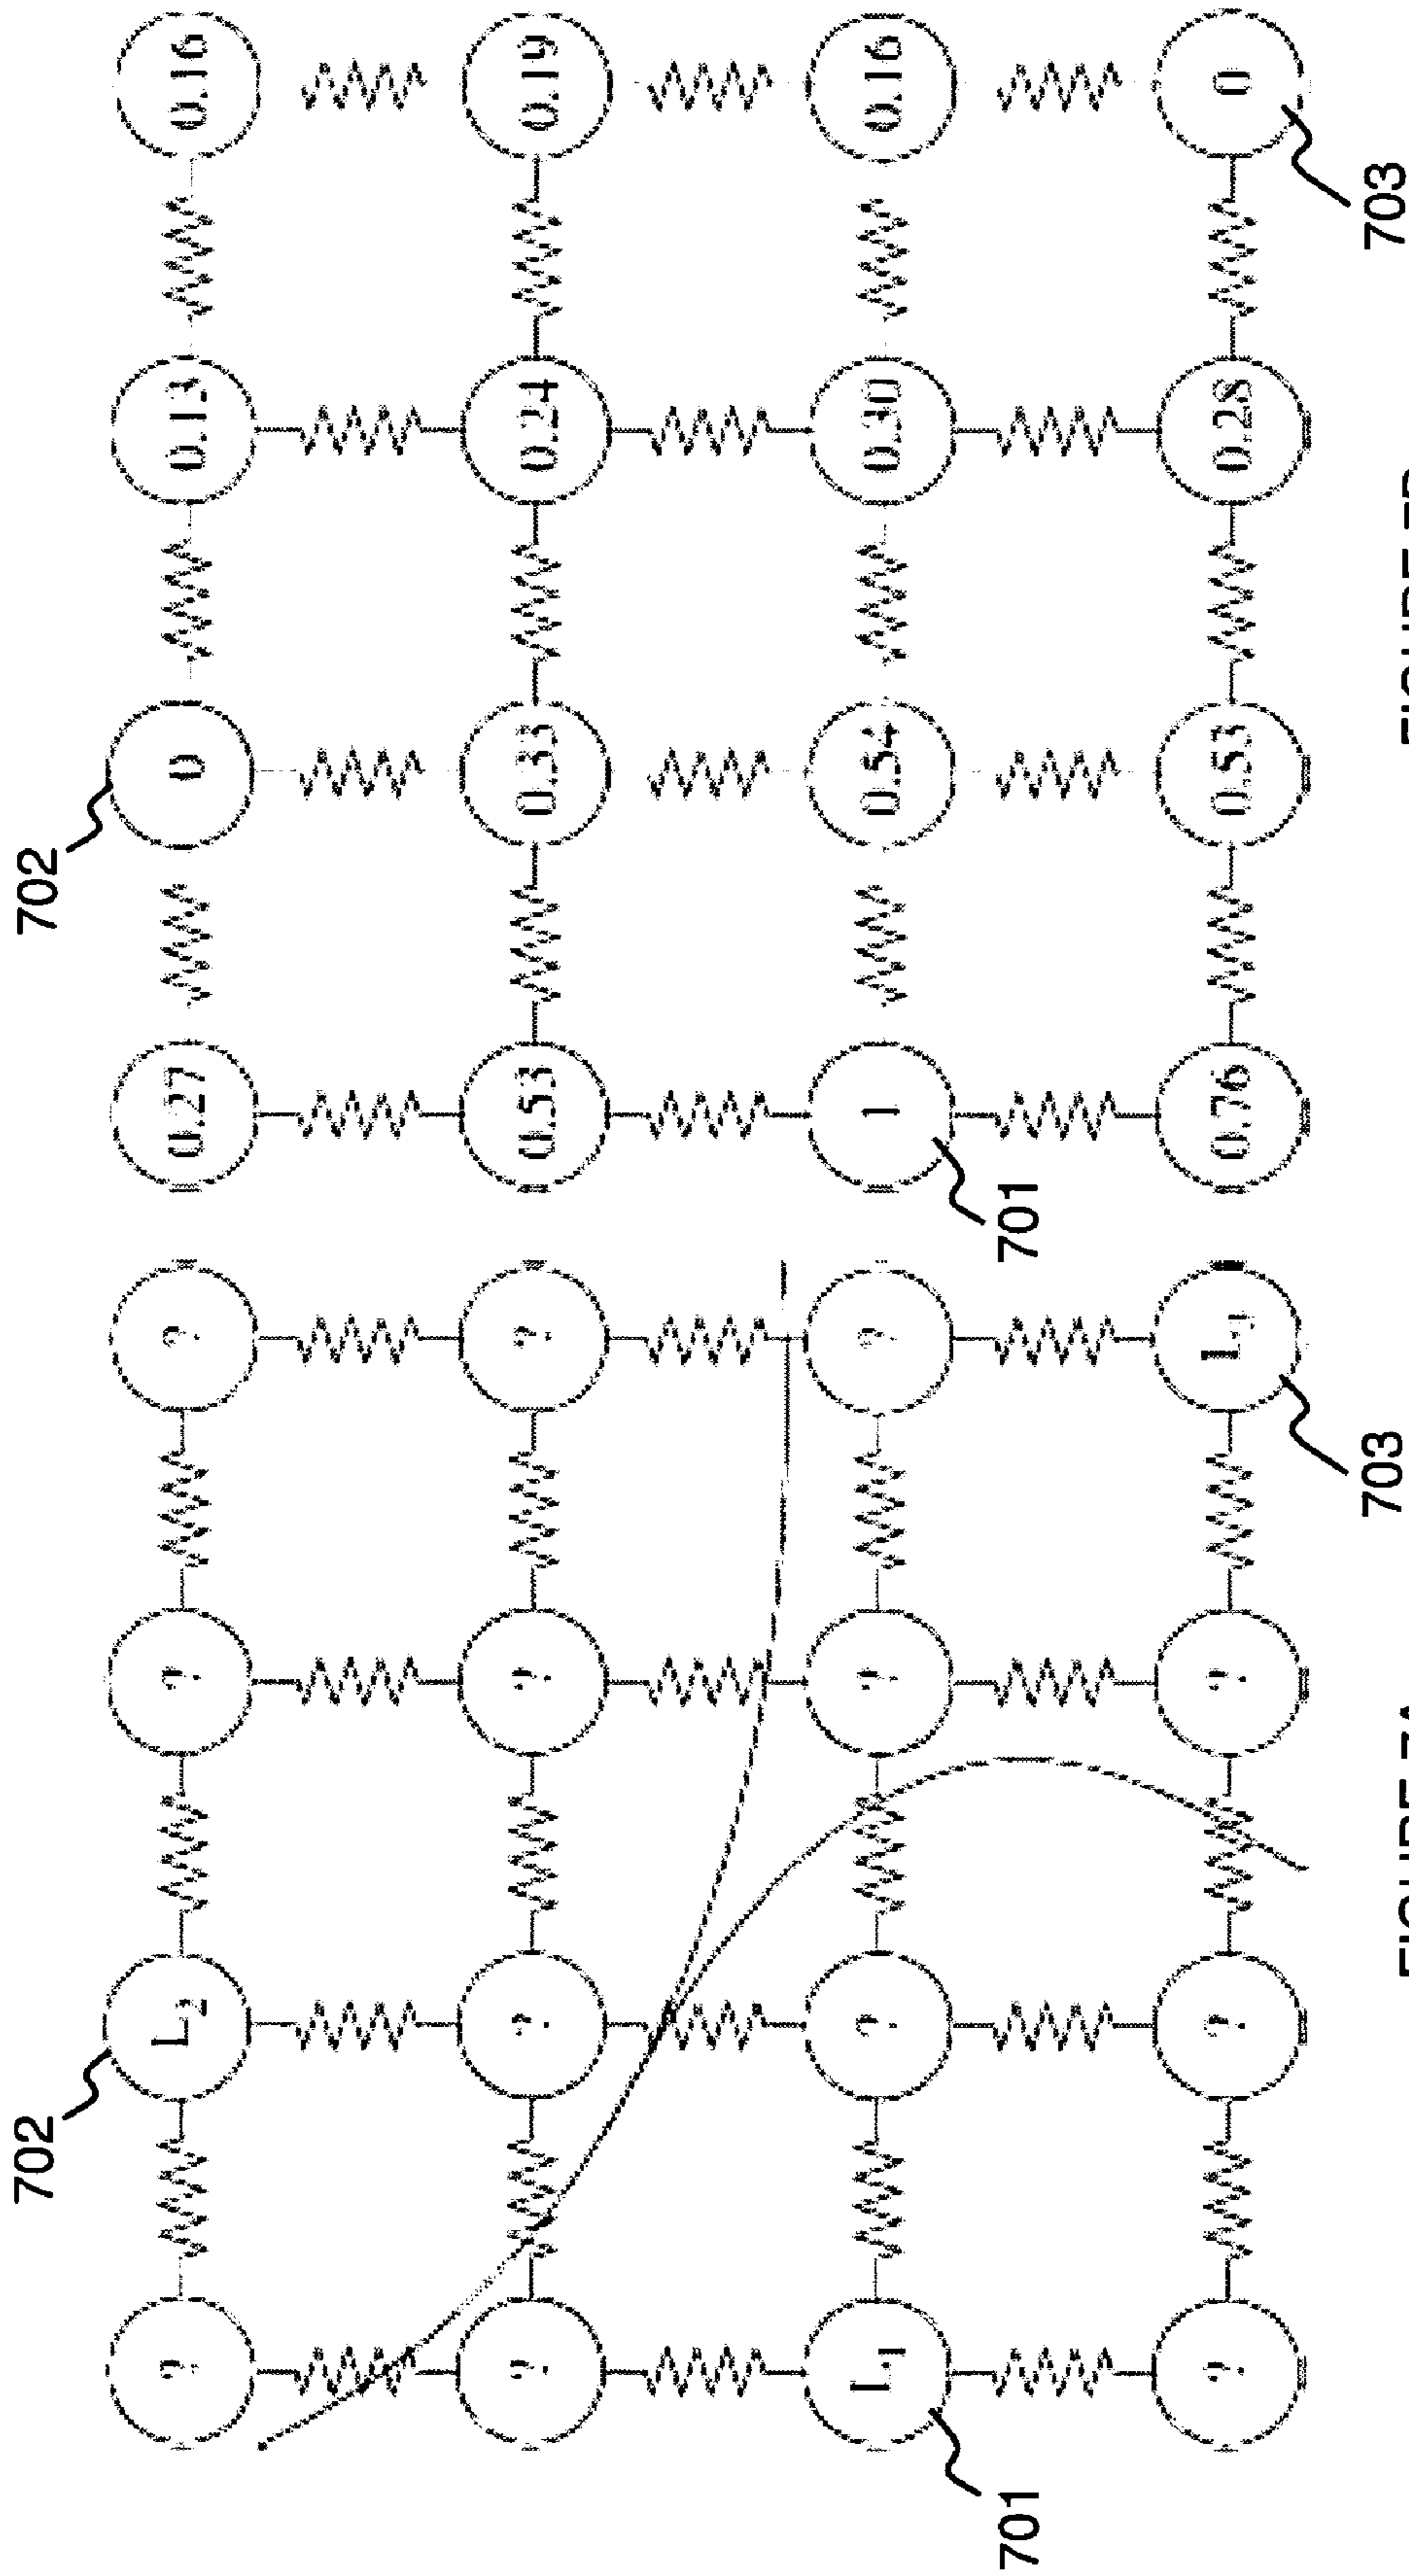 702
? L₂ ? ?
? ? ? ?
L₁ ? ? ?
701
? ? ? L₃
703
FIGURE 7A
702
0.27 0 0.13 0.16
0.53 0.33 0.24 0.19
1 0.54 0.30 0.16
701
0.76 0.53 0.28 0
703
FIGURE 7B